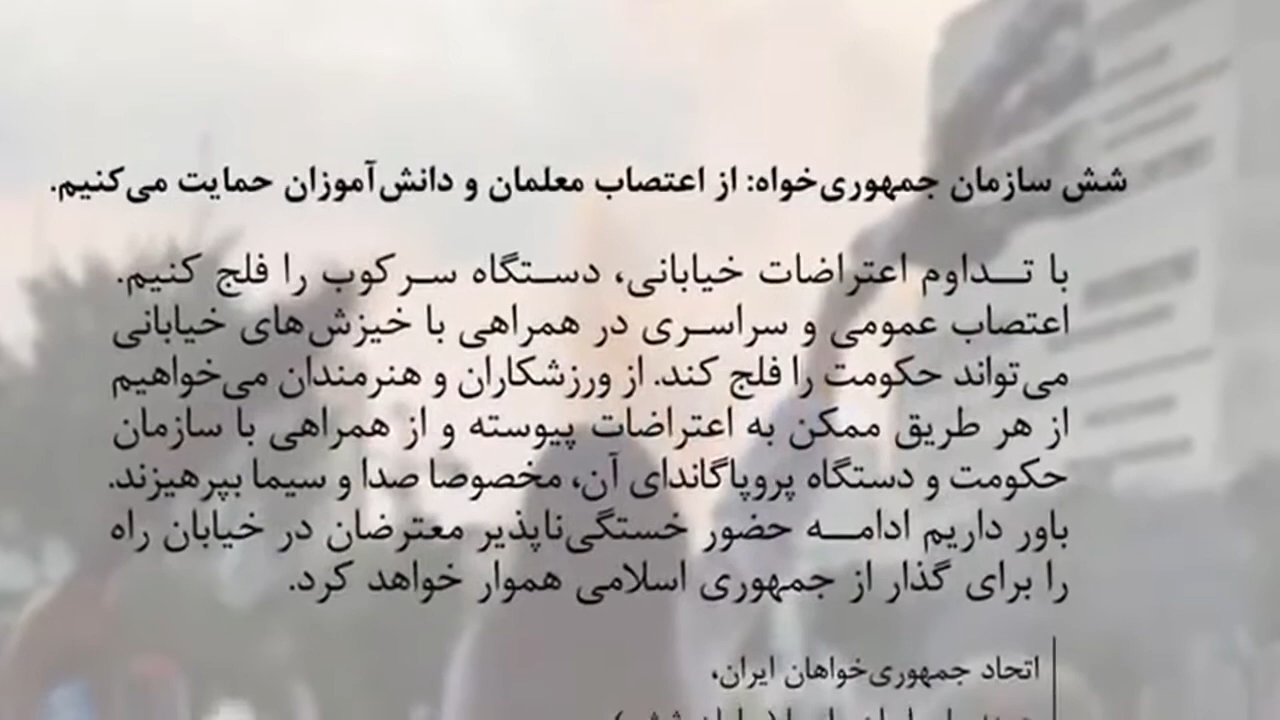 شش سازمان جمهوری‌خواه: از اعتصاب معلمان و دانش‌آموزان حمایت می‌کنیم.
با تـــداوم اعتراضات خیابانی، دستگاه سرکوب را فلج کنیم.
اعتصاب عمومی و سراسری در همراهی با خیزش‌های خیابانی
می‌تواند حکومت را فلج کند. از ورزشکاران و هنرمندان می‌خواهیم
از هر طریق ممکن به اعتراضات پیوسته و از همراهی با سازمان
حکومت و دستگاه پروپاگاندای آن، مخصوصا صدا و سیما بپرهیزند.
باور داریم ادامـــه حضور خستگی‌ناپذیر معترضان در خیابان راه
را برای گذار از جمهوری اسلامی هموار خواهد کرد.
اتحاد جمهوری‌خواهان ایران،